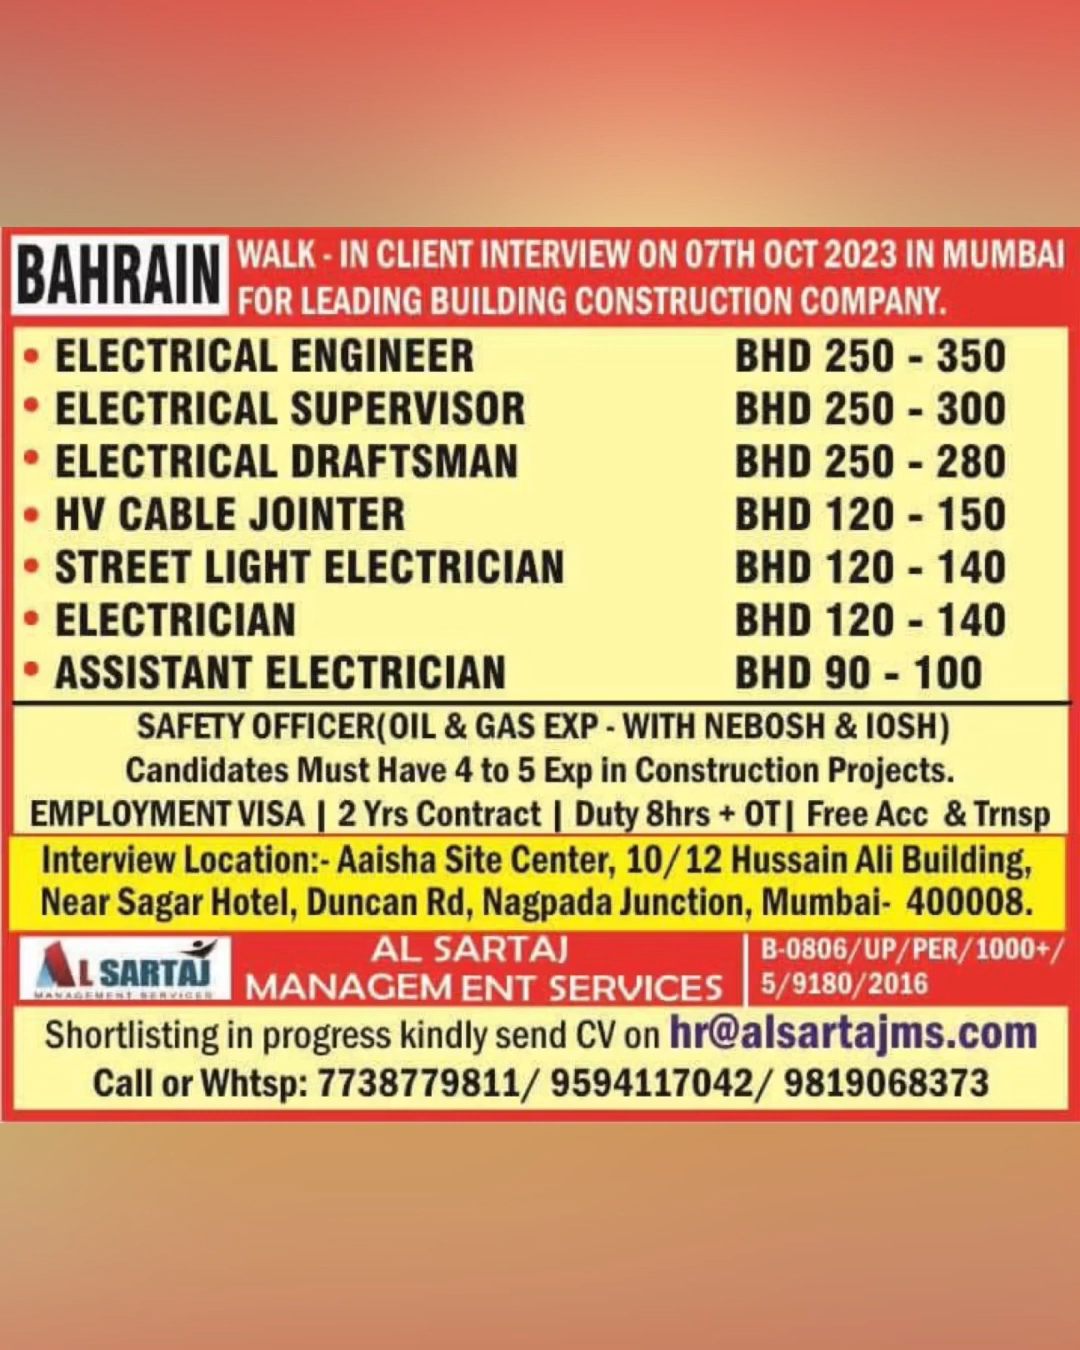 BAHRAIN
WALK - IN CLIENT INTERVIEW ON 07TH OCT 2023 IN MUMBAI
FOR LEADING BUILDING CONSTRUCTION COMPANY.
• ELECTRICAL ENGINEER BHD 250 - 350
• ELECTRICAL SUPERVISOR BHD 250 - 300
• ELECTRICAL DRAFTSMAN BHD 250 - 280
• HV CABLE JOINTER BHD 120 - 150
• STREET LIGHT ELECTRICIAN BHD 120 - 140
• ELECTRICIAN BHD 120 - 140
• ASSISTANT ELECTRICIAN BHD 90 - 100
SAFETY OFFICER(OIL & GAS EXP - WITH NEBOSH & IOSH)
Candidates Must Have 4 to 5 Exp in Construction Projects.
EMPLOYMENT VISA | 2 Yrs Contract | Duty 8hrs + OT| Free Acc & Trnsp
Interview Location:- Aaisha Site Center, 10/12 Hussain Ali Building,
Near Sagar Hotel, Duncan Rd, Nagpada Junction, Mumbai- 400008.
AL SARTAJ
MANAGEMENT SERVICES
AL SARTAJ
MANAGEM ENT SERVICES
B-0806/UP/PER/1000+/
5/9180/2016
Shortlisting in progress kindly send CV on hr@alsartajms.com
Call or Whtsp: 7738779811/ 9594117042/ 9819068373